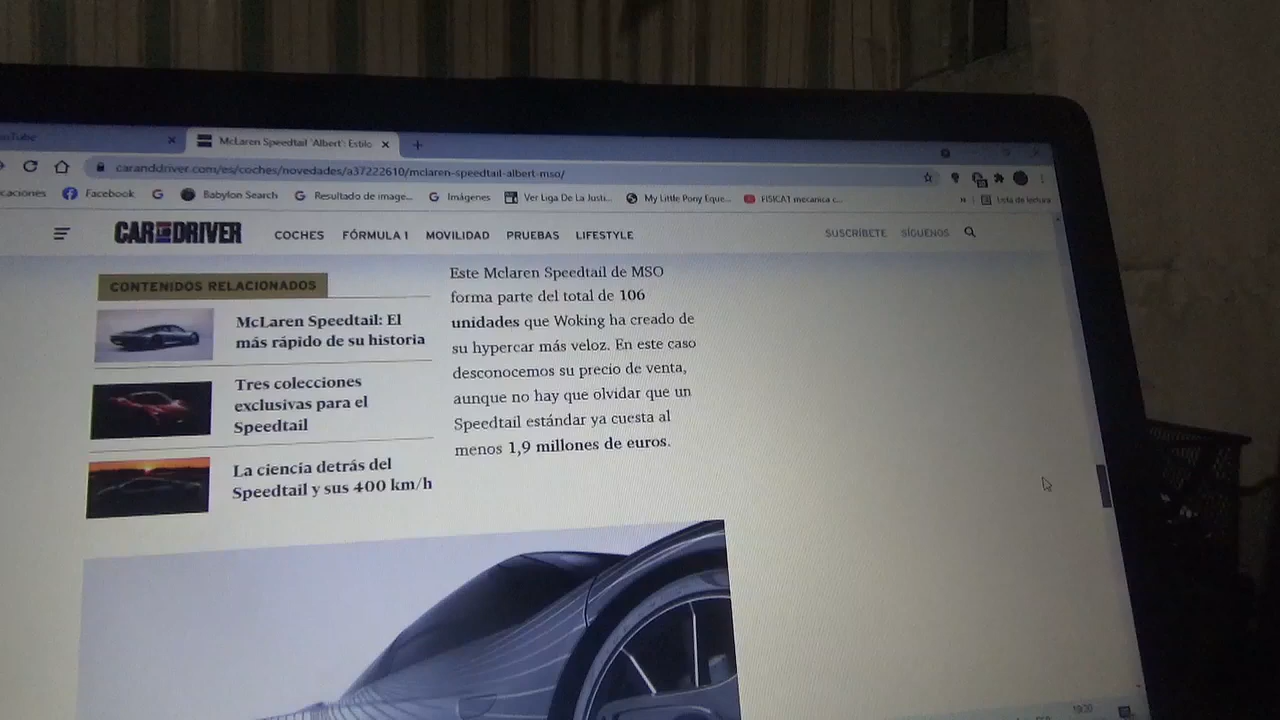 McLaren Speedtail 'Albert': Estilo
caranddriver.com/es/coches/novedades/a37222610/mclaren-speedtail-albert-mso/
Facebook
Babylon Search
Resultado de image...
Imágenes
Ver Liga De La Justi...
My Little Pony Eque...
FISICA1 mecanica c...
Lista de lectura
CAR AND DRIVER
COCHES
FÓRMULA 1
MOVILIDAD
PRUEBAS
LIFESTYLE
SUSCRÍBETE
SÍGUENOS
CONTENIDOS RELACIONADOS
McLaren Speedtail: El
más rápido de su historia
Tres colecciones
exclusivas para el
Speedtail
La ciencia detrás del
Speedtail y sus 400 km/h
Este Mclaren Speedtail de MSO
forma parte del total de 106
unidades que Woking ha creado de
su hypercar más veloz. En este caso
desconocemos su precio de venta,
aunque no hay que olvidar que un
Speedtail estándar ya cuesta al
menos 1,9 millones de euros.